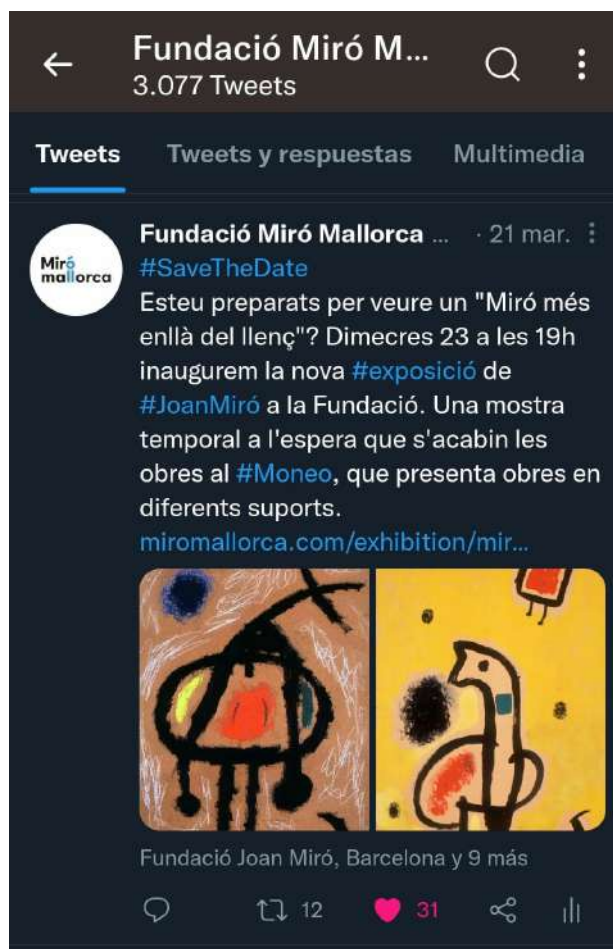 Fundació Miró M...
3.077 Tweets
Tweets
Tweets y respuestas
Multimedia
Miró
mallorca
Fundació Miró Mallorca ... · 21 mar.
#SaveTheDate
Esteu preparats per veure un "Miró més
enllà del llenç"? Dimecres 23 a les 19h
inaugurem la nova #exposició de
#JoanMiró a la Fundació. Una mostra
temporal a l'espera que s'acabin les
obres al #Moneo, que presenta obres en
diferents suports.
miromallorca.com/exhibition/mir...
Fundació Joan Miró, Barcelona y 9 más
12
31